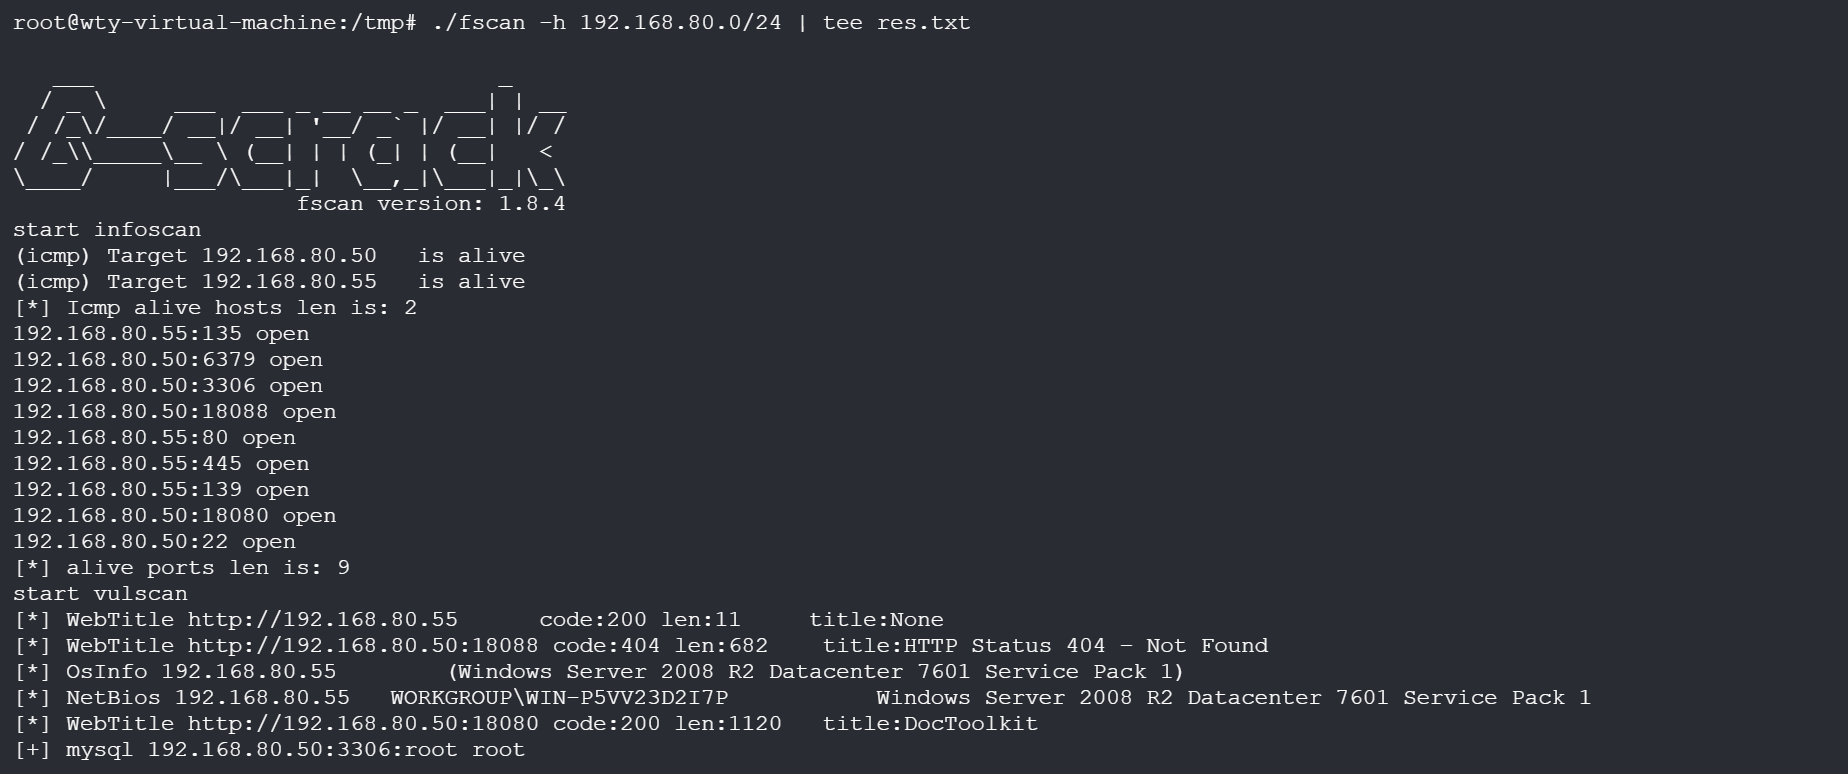 root@wty-virtual-machine:/tmp# ./fscan -h 192.168.80.0/24 | tee res.txt
   ___                              _
  / _ \     ___  ___ _ __ __ _  ___| | __
 / /_\/____/ __|/ __| '__/ _` |/ __| |/ /
/ /_\\_____\__ \ (__| | | (_| | (__|   <
\____/     |___/\___|_|  \__,_|\___|_|\_\
                     fscan version: 1.8.4
start infoscan
(icmp) Target 192.168.80.50   is alive
(icmp) Target 192.168.80.55   is alive
[*] Icmp alive hosts len is: 2
192.168.80.55:135 open
192.168.80.50:6379 open
192.168.80.50:3306 open
192.168.80.50:18088 open
192.168.80.55:80 open
192.168.80.55:445 open
192.168.80.55:139 open
192.168.80.50:18080 open
192.168.80.50:22 open
[*] alive ports len is: 9
start vulscan
[*] WebTitle http://192.168.80.55      code:200 len:11     title:None
[*] WebTitle http://192.168.80.50:18088 code:404 len:682    title:HTTP Status 404 – Not Found
[*] OsInfo 192.168.80.55        (Windows Server 2008 R2 Datacenter 7601 Service Pack 1)
[*] NetBios 192.168.80.55   WORKGROUP\WIN-P5VV23D2I7P           Windows Server 2008 R2 Datacenter 7601 Service Pack 1
[*] WebTitle http://192.168.80.50:18080 code:200 len:1120   title:DocToolkit
[+] mysql 192.168.80.50:3306:root root